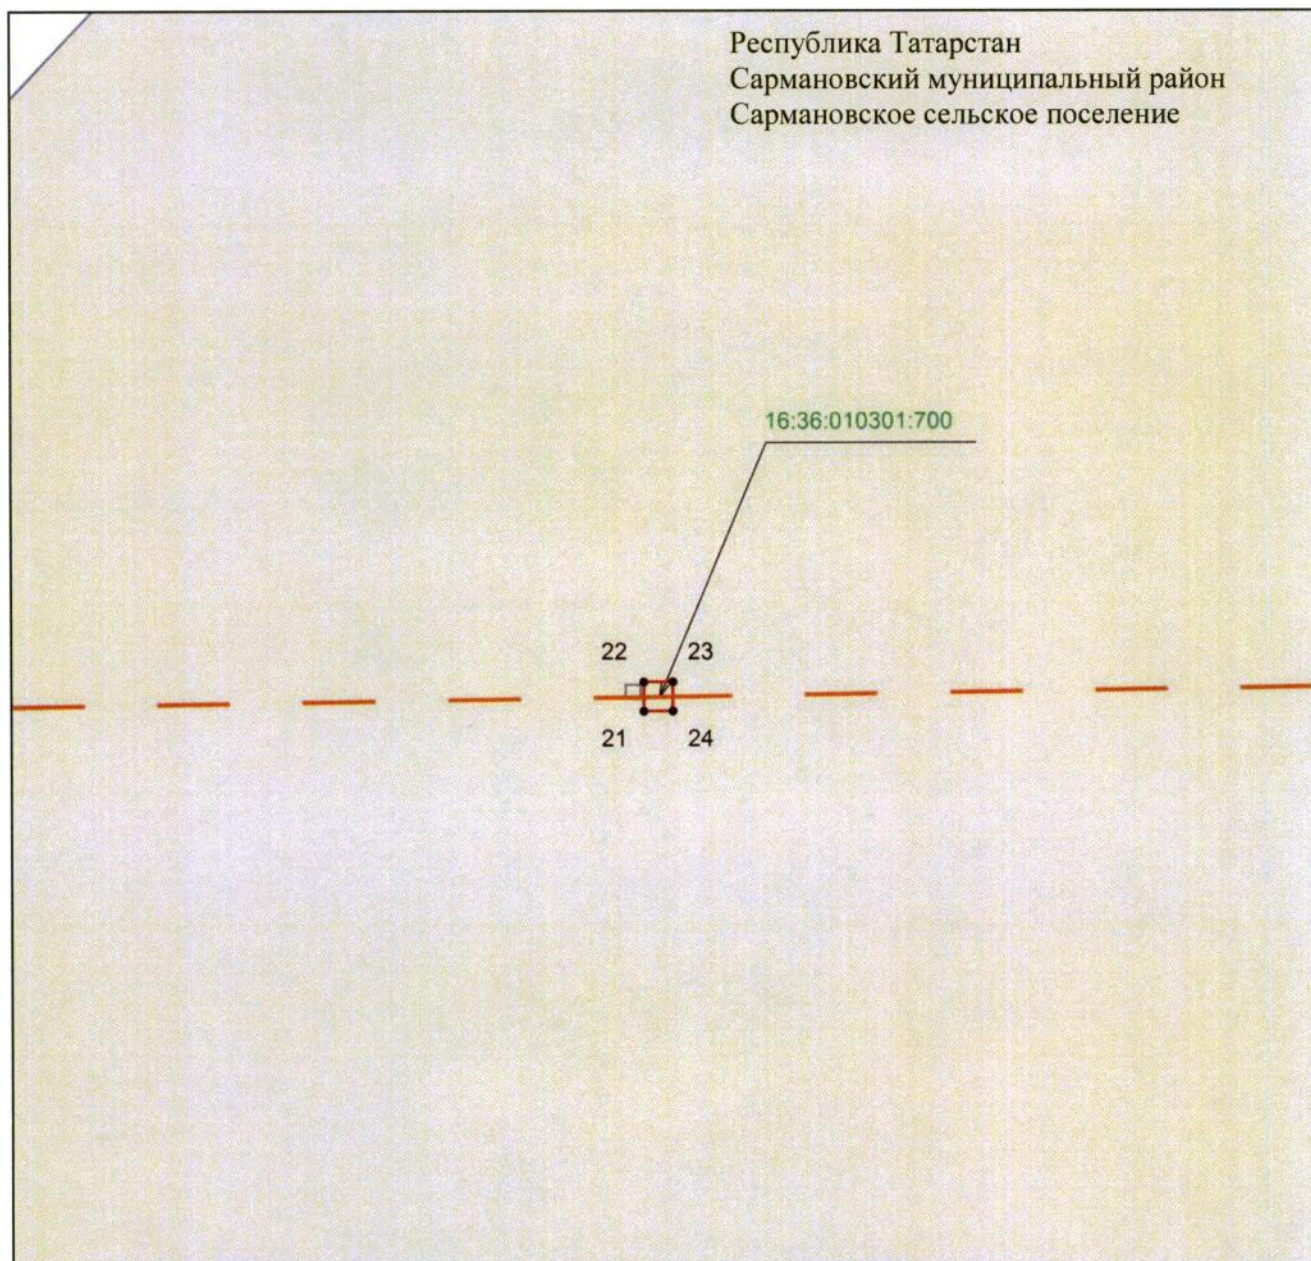 Республика Татарстан
Сармановский муниципальный район
Сармановское сельское поселение
16:36:010301:700
22 23
21 24